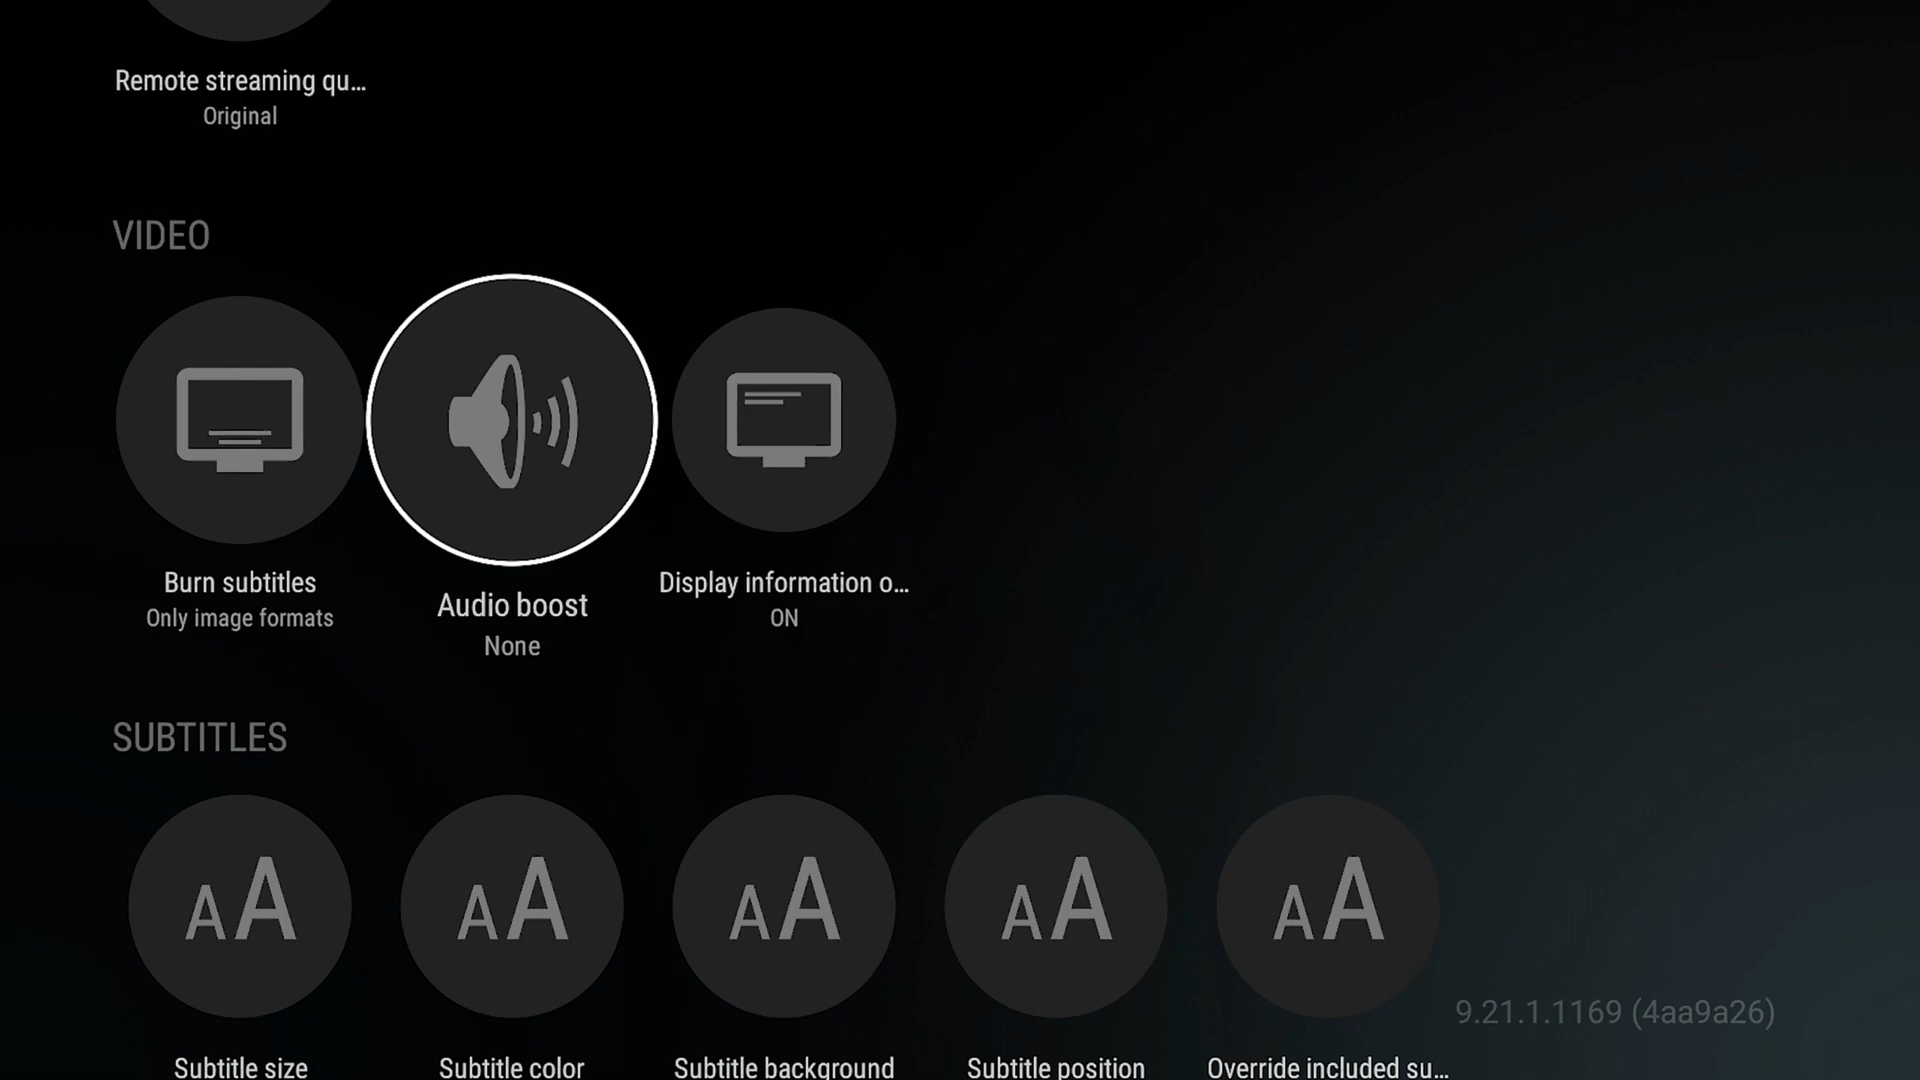 Remote streaming qu...
Original
VIDEO
Burn subtitles
Only image formats
Audio boost
None
Display information o...
ON
SUBTITLES
AA
AA
AA
AA
AA
Subtitle size
Subtitle color
Subtitle background
Subtitle position
Override included su...
9.21.1.1169 (4aa9a26)